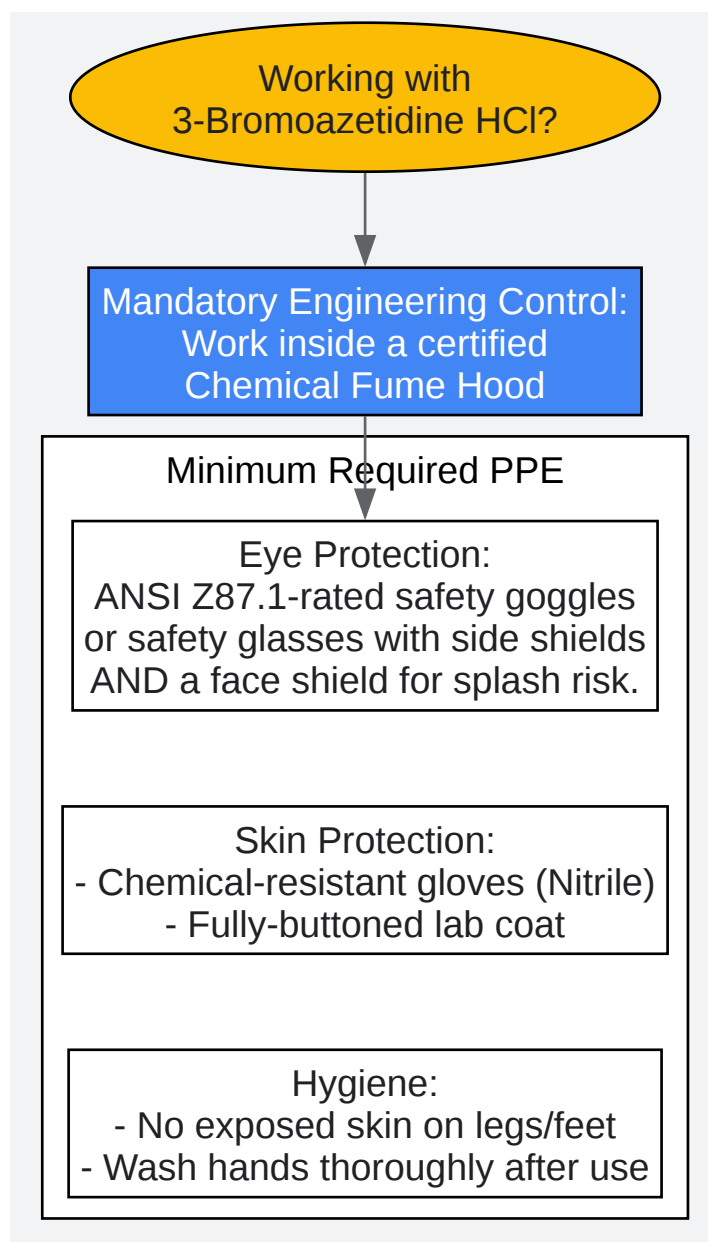 Working with
3-Bromoazetidine HCl?
Mandatory Engineering Control:
Work inside a certified
Chemical Fume Hood
Minimum Required PPE
Eye Protection:
ANSI Z87.1-rated safety goggles
or safety glasses with side shields
AND a face shield for splash risk.
Skin Protection:
- Chemical-resistant gloves (Nitrile)
- Fully-buttoned lab coat
Hygiene:
- No exposed skin on legs/feet
- Wash hands thoroughly after use